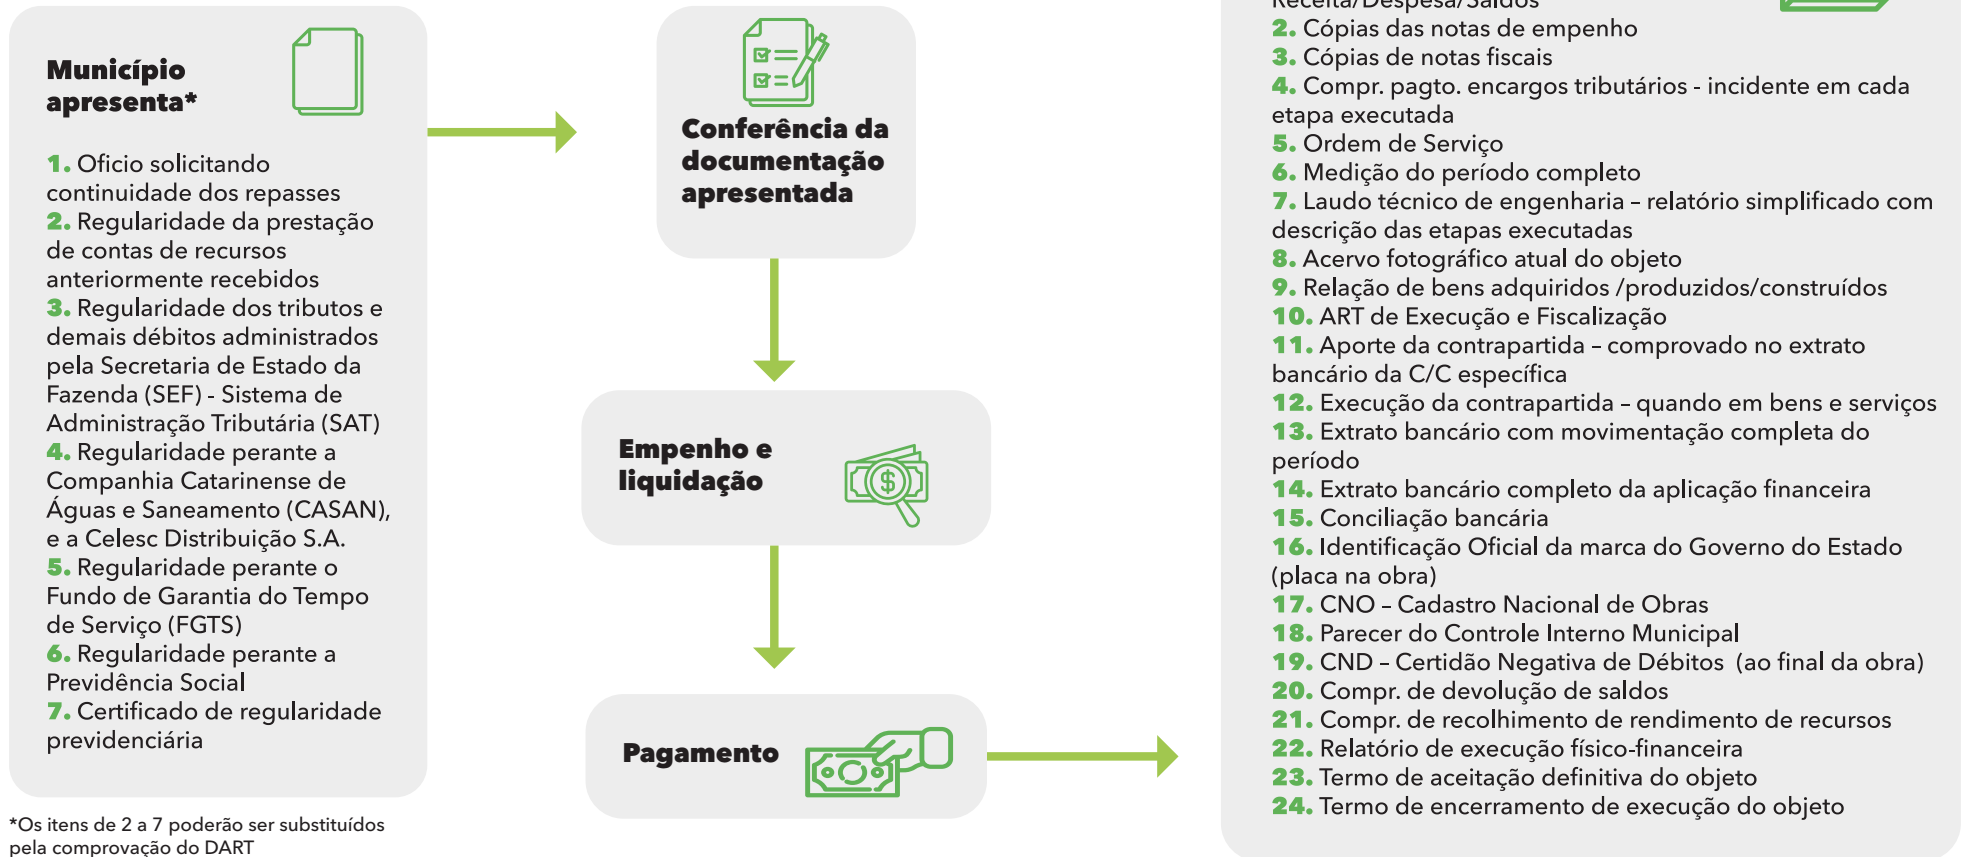 Município
apresenta*
1. Oficio solicitando
continuidade dos repasses
2. Regularidade da prestação
de contas de recursos
anteriormente recebidos
3. Regularidade dos tributos e
demais débitos administrados
pela Secretaria de Estado da
Fazenda (SEF) - Sistema de
Administração Tributária (SAT)
4. Regularidade perante a
Companhia Catarinense de
Águas e Saneamento (CASAN),
e a Celesc Distribuição S.A.
5. Regularidade perante o
Fundo de Garantia do Tempo
de Serviço (FGTS)
6. Regularidade perante a
Previdência Social
7. Certificado de regularidade
previdenciária
*Os itens de 2 a 7 poderão ser substituídos
pela comprovação do DART
Conferência da
documentação
apresentada
Empenho e
liquidação
$
Pagamento
Receita/Despesa/Saldos
2. Cópias das notas de empenho
3. Cópias de notas fiscais
4. Compr. pagto. encargos tributários - incidente em cada
etapa executada
5. Ordem de Serviço
6. Medição do período completo
7. Laudo técnico de engenharia – relatório simplificado com
descrição das etapas executadas
8. Acervo fotográfico atual do objeto
9. Relação de bens adquiridos /produzidos/construídos
10. ART de Execução e Fiscalização
11. Aporte da contrapartida – comprovado no extrato
bancário da C/C específica
12. Execução da contrapartida – quando em bens e serviços
13. Extrato bancário com movimentação completa do
período
14. Extrato bancário completo da aplicação financeira
15. Conciliação bancária
16. Identificação Oficial da marca do Governo do Estado
(placa na obra)
17. CNO – Cadastro Nacional de Obras
18. Parecer do Controle Interno Municipal
19. CND – Certidão Negativa de Débitos (ao final da obra)
20. Compr. de devolução de saldos
21. Compr. de recolhimento de rendimento de recursos
22. Relatório de execução físico-financeira
23. Termo de aceitação definitiva do objeto
24. Termo de encerramento de execução do objeto